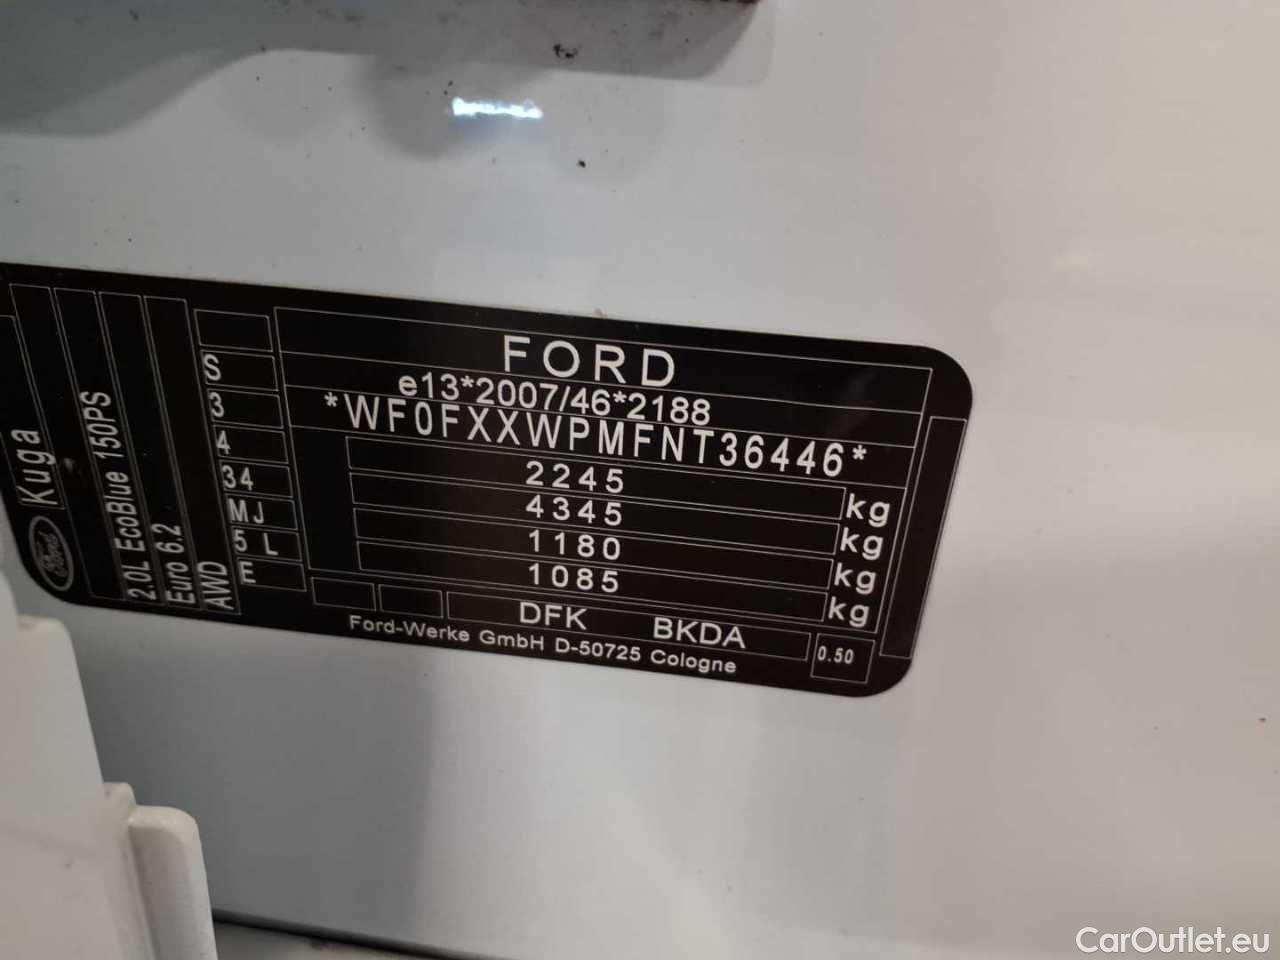 FORD
e13*2007/46*2188
*WF0FXXWPMFNT36446*
2245 kg
4345 kg
1180 kg
1085 kg
DFK BKDA
0.50
Ford-Werke GmbH D-50725 Cologne
S
3
4
34
MJ
5 L
E
Ford Kuga
2.0L EcoBlue 150PS
Euro 6.2
AWD
CarOutlet.eu